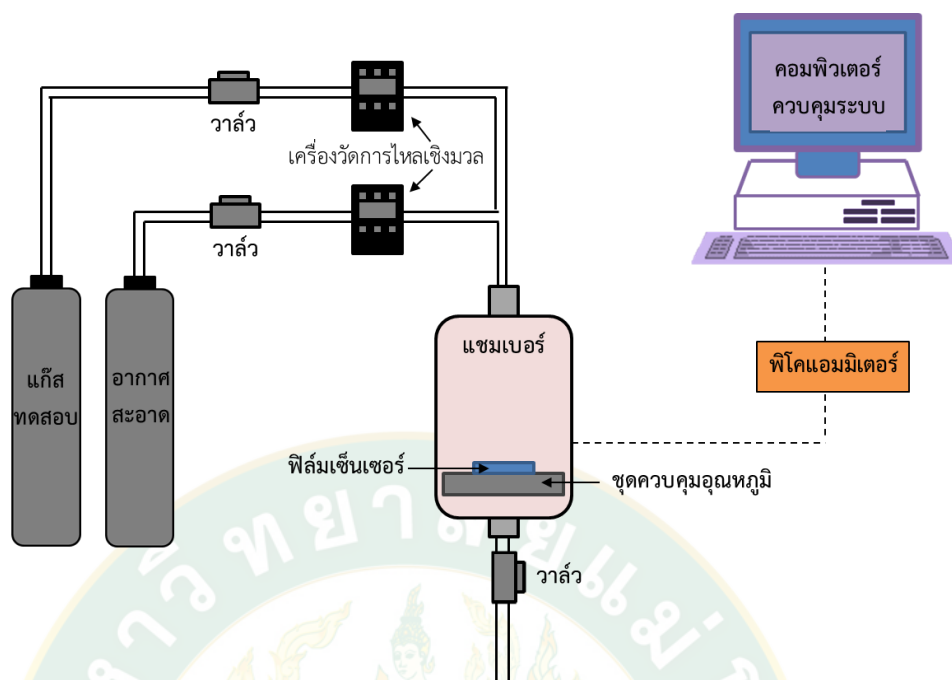 คอมพิวเตอร์
ควบคุมระบบ
วาล์ว
เครื่องวัดการไหลเชิงมวล
วาล์ว
แชมเบอร์
พิโคแอมมิเตอร์
แก๊ส
ทดสอบ
อากาศ
สะอาด
ฟิล์มเซ็นเซอร์
ชุดควบคุมอุณหภูมิ
วาล์ว